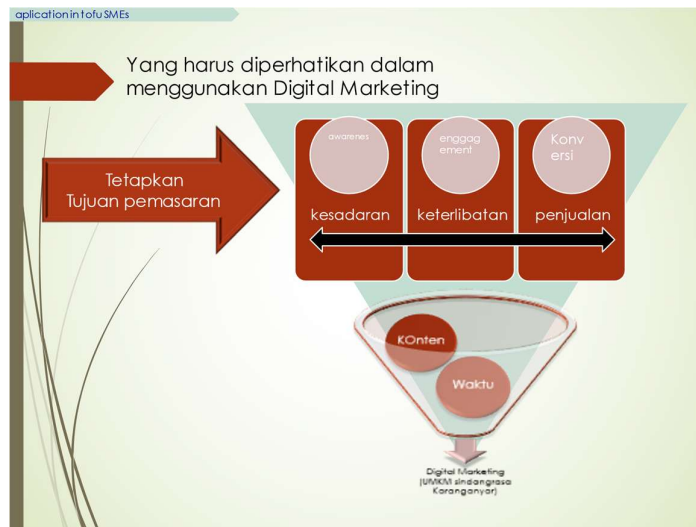 aplication in tofu SMEs
Yang harus diperhatikan dalam
menggunakan Digital Marketing
Tetapkan
Tujuan pemasaran
awarenes
enggag
ement
Konv
ersi
kesadaran
keterlibatan
penjualan
KOnten
Waktu
Digital Marketing
(UMKM sindangrasa
Karanganyar)